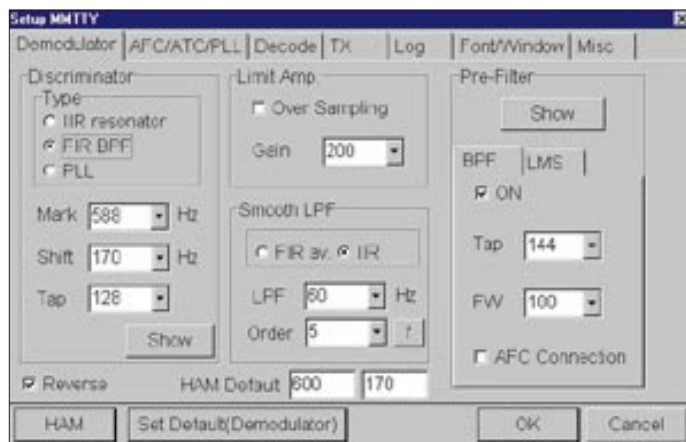 Setup MMTTY
Demodulator AFC/ATC/PLL Decode TX Log Font/Window Misc
Discriminator
Type
IIR resonator
FIR BPF
PLL
Mark 588 Hz
Shift 170 Hz
Tap 128
Show
Limit Amp.
Over Sampling
Gain 200
Smooth LPF
FIR av. IIR
LPF 60 Hz
Order 5 f
Pre-Filter
Show
BPF LMS
ON
Tap 144
FW 100
AFC Connection
Reverse
HAM Defaut 600 170
HAM Set Default(Demodulator) OK Cancel